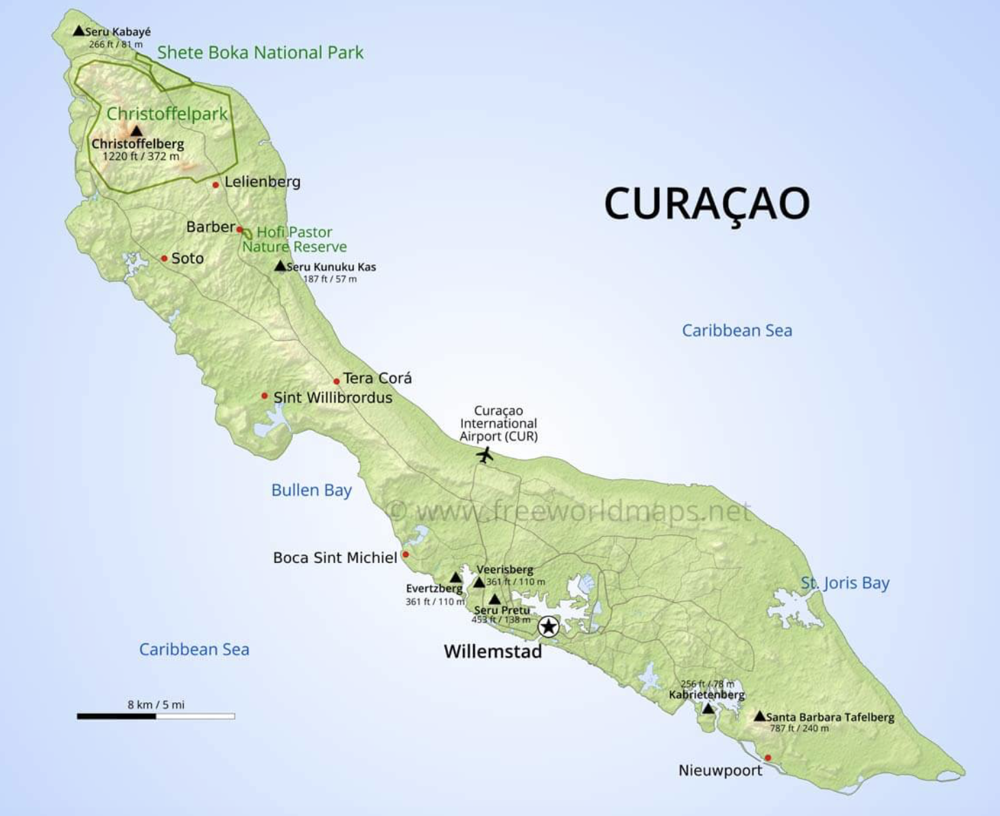 Seru Kabayé
266 ft / 81 m
Shete Boka National Park
Christoffelpark
Christoffelberg
1220 ft / 372 m
Lelienberg
CURAÇAO
Barber
Hofi Pastor
Nature Reserve
Soto
Seru Kunuku Kas
187 ft / 57 m
Caribbean Sea
Tera Corá
Sint Willibrordus
Curaçao
International
Airport (CUR)
Bullen Bay
© www.freeworldmaps.net
Boca Sint Michiel
Veerisberg
361 ft / 110 m
Evertzberg
361 ft / 110 m
Seru Pretu
453 ft / 138 m
St. Joris Bay
Willemstad
Caribbean Sea
256 ft / 78 m
Kabrietenberg
8 km / 5 mi
Santa Barbara Tafelberg
787 ft / 240 m
Nieuwpoort